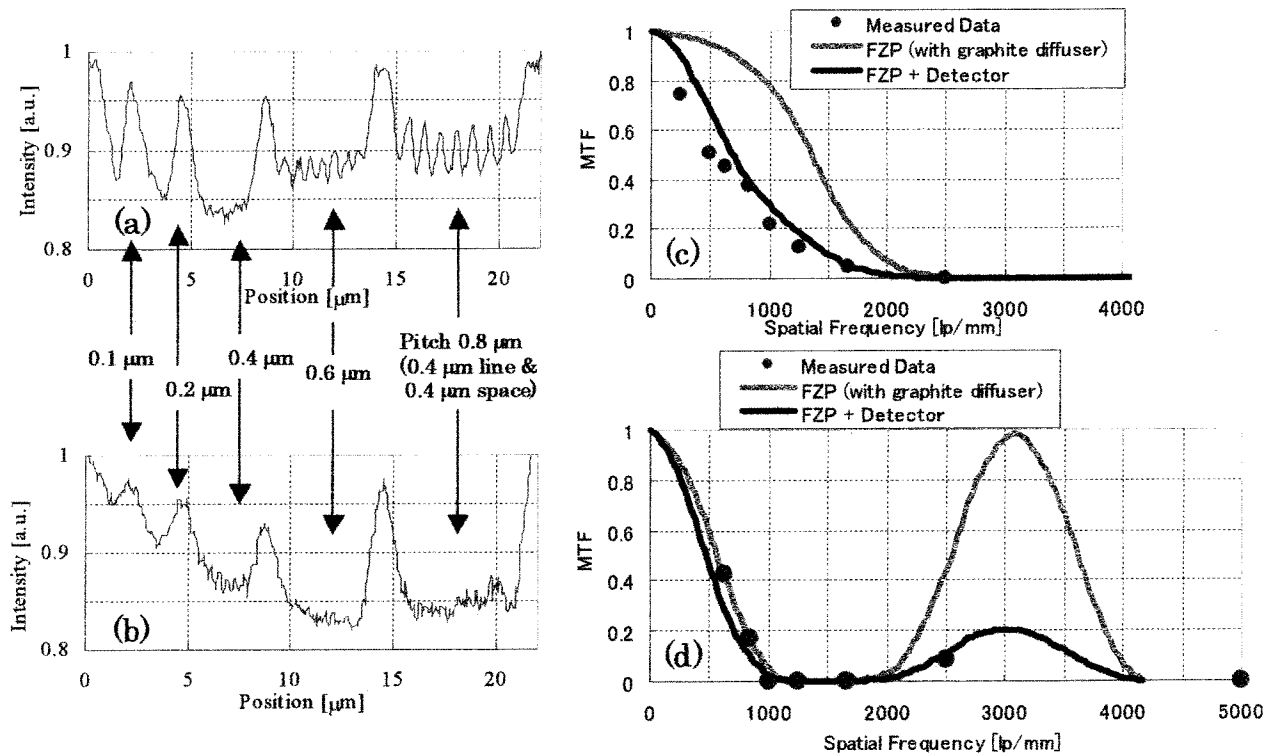 1
0.9
0.8
Intensity [a.u.]
(a)
0 5 10 15 20
Position [μm]
0.1 μm
0.2 μm
0.4 μm
0.6 μm
Pitch 0.8 μm
(0.4 μm line &
0.4 μm space)
1
0.9
0.8
Intensity [a.u.]
(b)
0 5 10 15 20
Position [μm]
Measured Data
FZP (with graphite diffuser)
FZP + Detector
1
0.8
0.6
0.4
0.2
0
MTF
(c)
0 1000 2000 3000 4000
Spatial Frequency [lp/mm]
Measured Data
FZP (with graphite diffuser)
FZP + Detector
1
0.8
0.6
0.4
0.2
0
MTF
(d)
0 1000 2000 3000 4000 5000
Spatial Frequency [lp/mm]